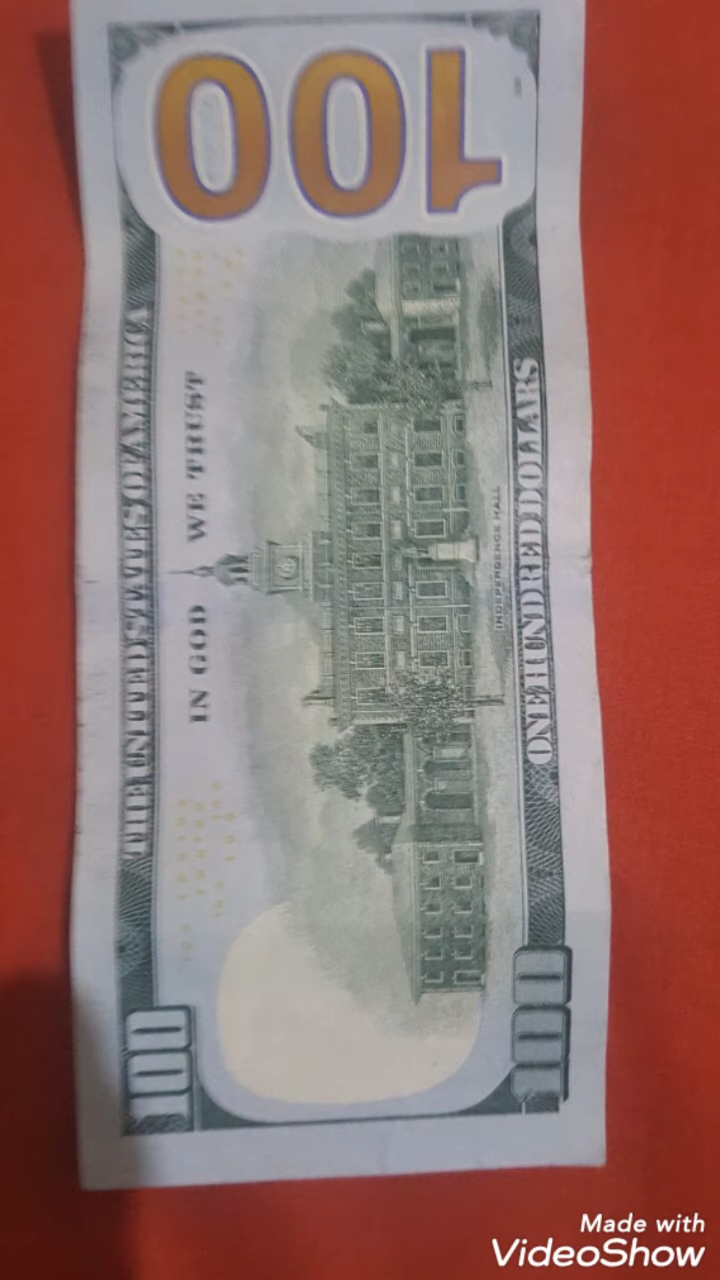 THE UNITED STATES OF AMERICA
IN GOD WE TRUST
100
INDEPENDENCE HALL
100
ONE HUNDRED DOLLARS
100
Made with
VideoShow